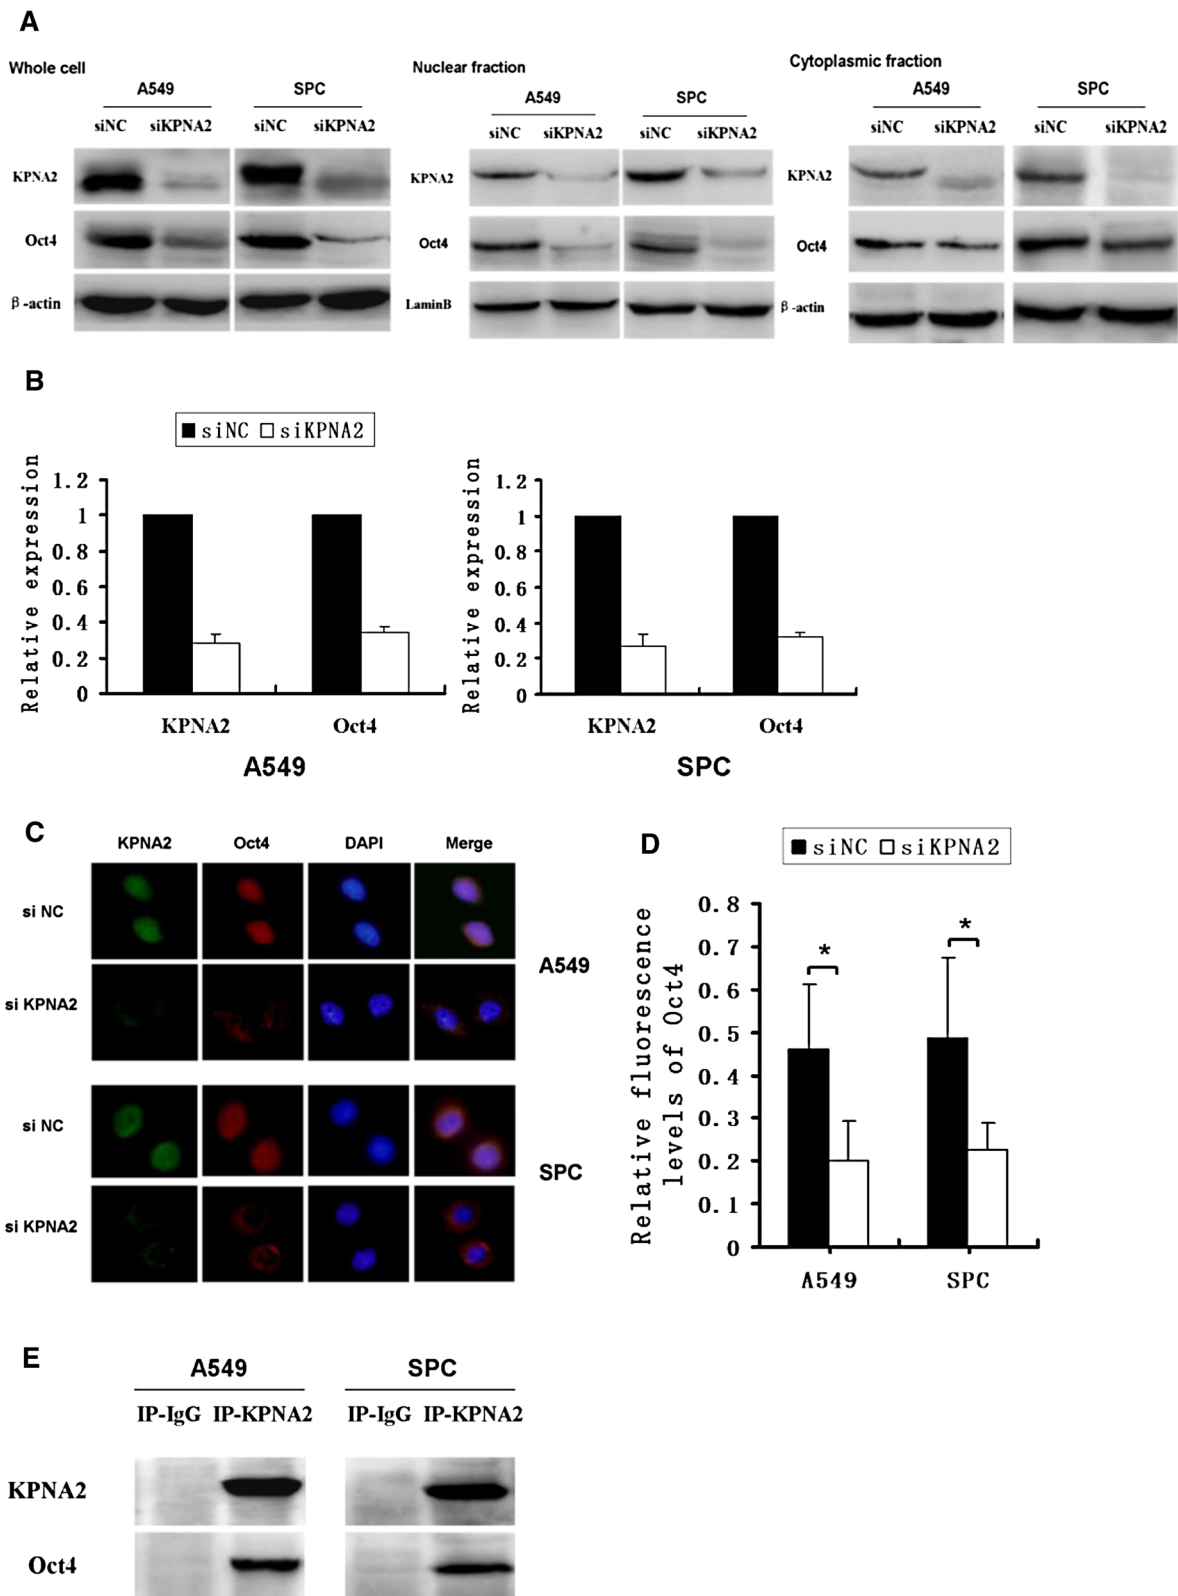 A
Whole cell
A549 SPC
siNC siKPNA2 siNC siKPNA2
KPNA2
Oct4
β-actin
Nuclear fraction
A549 SPC
siNC siKPNA2 siNC siKPNA2
KPNA2
Oct4
LaminB
Cytoplasmic fraction
A549 SPC
siNC siKPNA2 siNC siKPNA2
KPNA2
Oct4
β-actin
B
siNC siKPNA2
Relative expression
1.2
1
0.8
0.6
0.4
0.2
0
KPNA2 Oct4
A549
Relative expression
1.2
1
0.8
0.6
0.4
0.2
0
KPNA2 Oct4
SPC
C
KPNA2 Oct4 DAPI Merge
si NC
si KPNA2
A549
si NC
si KPNA2
SPC
D
siNC siKPNA2
Relative fluorescence
levels of Oct4
0.8
0.7
0.6
0.5
0.4
0.3
0.2
0.1
0
* *
A549 SPC
E
A549 SPC
IP-IgG IP-KPNA2 IP-IgG IP-KPNA2
KPNA2
Oct4